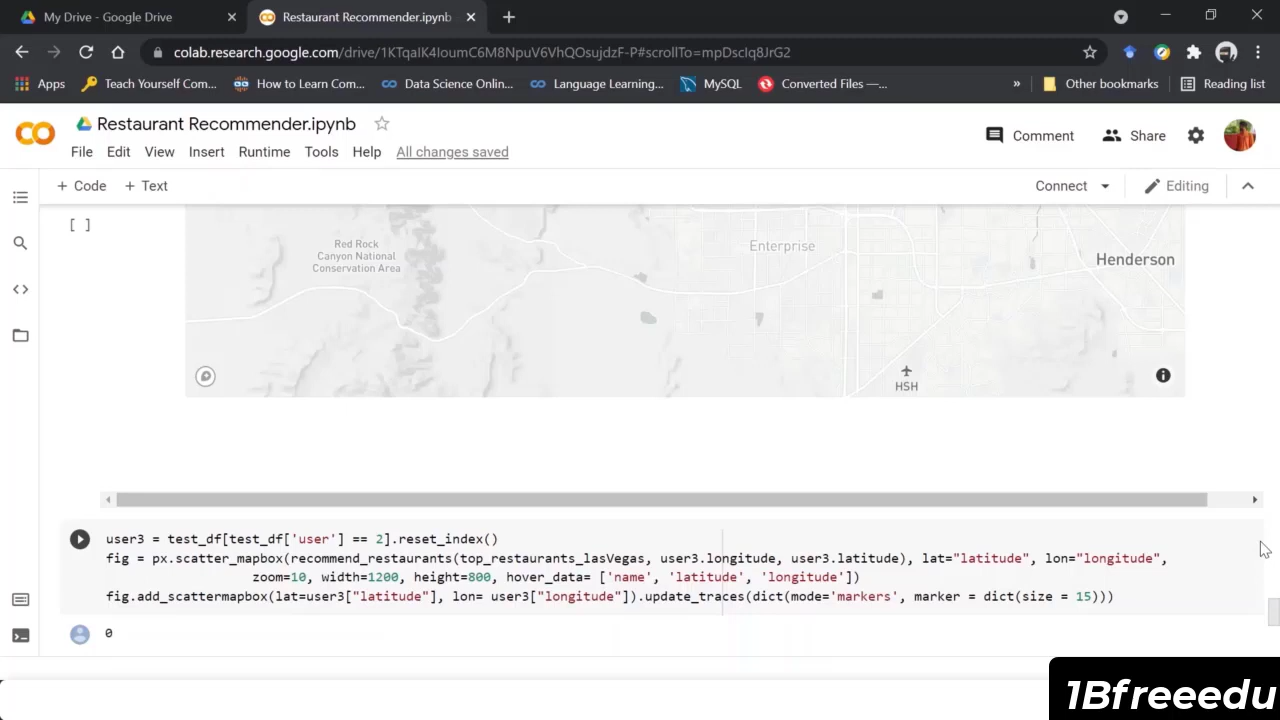 My Drive - Google Drive
Restaurant Recommender.ipynb
colab.research.google.com/drive/1KTqaIK4IoumC6M8NpuV6VhQOsujdzF-P#scrollTo=mpDscIq8JrG2
Apps
Teach Yourself Com...
How to Learn Com...
Data Science Onlin...
Language Learning...
MySQL
Converted Files —...
»
Other bookmarks
Reading list
Restaurant Recommender.ipynb
Comment
Share
File Edit View Insert Runtime Tools Help All changes saved
+ Code + Text
Connect
Editing
[ ]
Red Rock
Canyon National
Conservation Area
Enterprise
Henderson
HSH
user3 = test_df[test_df['user'] == 2].reset_index()
fig = px.scatter_mapbox(recommend_restaurants(top_restaurants_lasVegas, user3.longitude, user3.latitude), lat="latitude", lon="longitude",
zoom=10, width=1200, height=800, hover_data= ['name', 'latitude', 'longitude'])
fig.add_scattermapbox(lat=user3["latitude"], lon= user3["longitude"]).update_traces(dict(mode='markers', marker = dict(size = 15)))
0
1Bfreeedu